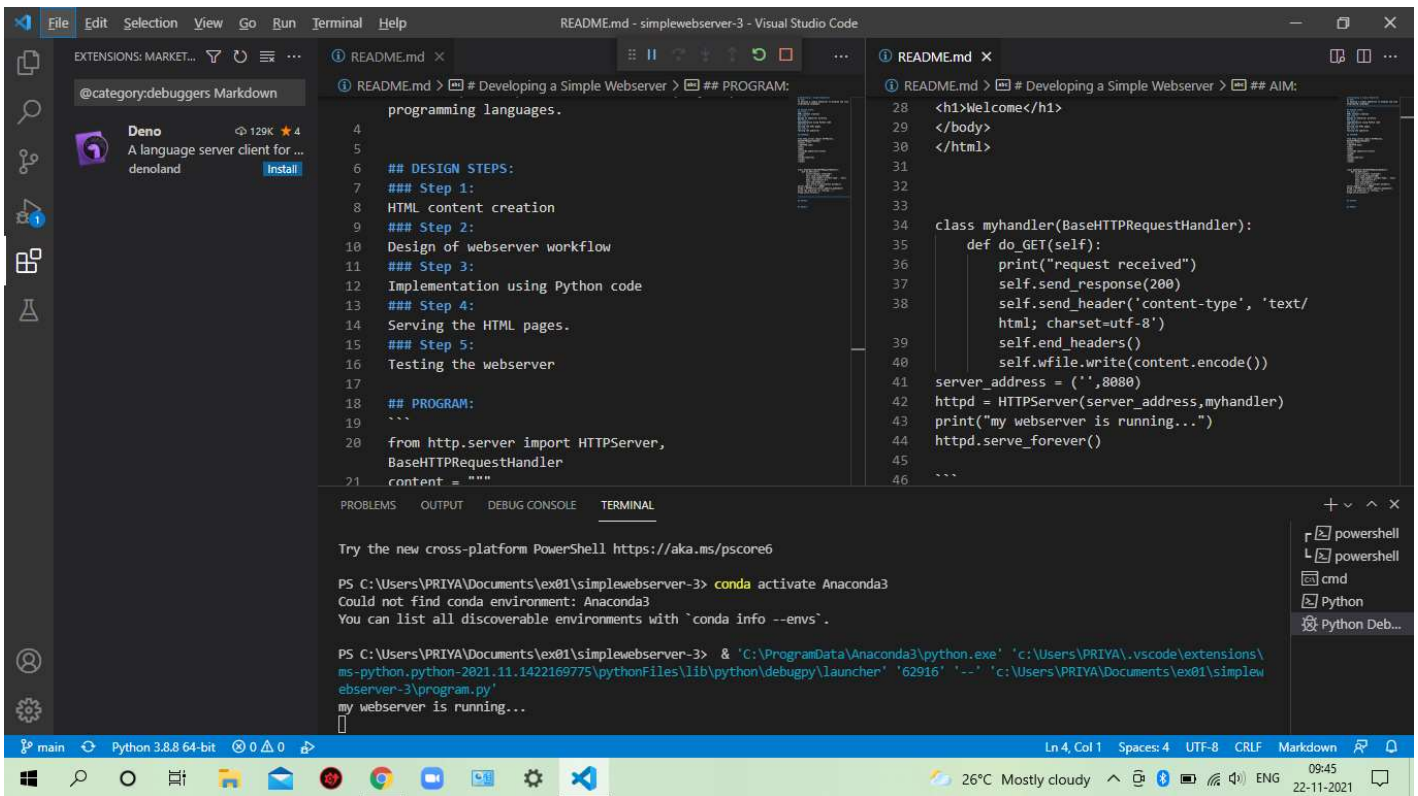 File Edit Selection View Go Run Terminal Help README.md - simplewebserver-3 - Visual Studio Code
EXTENSIONS: MARKET...
@category:debuggers Markdown
Deno 129K ★ 4
A language server client for ...
denoland Install
1
README.md
README.md > # Developing a Simple Webserver > ## PROGRAM:
programming languages.
4
5
6 ## DESIGN STEPS:
7 ### Step 1:
8 HTML content creation
9 ### Step 2:
10 Design of webserver workflow
11 ### Step 3:
12 Implementation using Python code
13 ### Step 4:
14 Serving the HTML pages.
15 ### Step 5:
16 Testing the webserver
17
18 ## PROGRAM:
19 ```
20 from http.server import HTTPServer,
BaseHTTPRequestHandler
21 content = """
README.md
README.md > # Developing a Simple Webserver > ## AIM:
28 <h1>Welcome</h1>
29 </body>
30 </html>
31
32
33
34 class myhandler(BaseHTTPRequestHandler):
35 def do_GET(self):
36 print("request received")
37 self.send_response(200)
38 self.send_header('content-type', 'text/
html; charset=utf-8')
39 self.end_headers()
40 self.wfile.write(content.encode())
41 server_address = ('',8080)
42 httpd = HTTPServer(server_address,myhandler)
43 print("my webserver is running...")
44 httpd.serve_forever()
45
46 ```
PROBLEMS OUTPUT DEBUG CONSOLE TERMINAL
Try the new cross-platform PowerShell https://aka.ms/pscore6
PS C:\Users\PRIYA\Documents\ex01\simplewebserver-3> conda activate Anaconda3
Could not find conda environment: Anaconda3
You can list all discoverable environments with `conda info --envs`.
PS C:\Users\PRIYA\Documents\ex01\simplewebserver-3> & 'C:\ProgramData\Anaconda3\python.exe' 'c:\Users\PRIYA\.vscode\extensions\
ms-python.python-2021.11.1422169775\pythonFiles\lib\python\debugpy\launcher' '62916' '--' 'c:\Users\PRIYA\Documents\ex01\simplew
ebserver-3\program.py'
my webserver is running...
powershell
powershell
cmd
Python
Python Deb...
main Python 3.8.8 64-bit 0 0 Ln 4, Col 1 Spaces: 4 UTF-8 CRLF Markdown
26°C Mostly cloudy ENG 09:45
22-11-2021